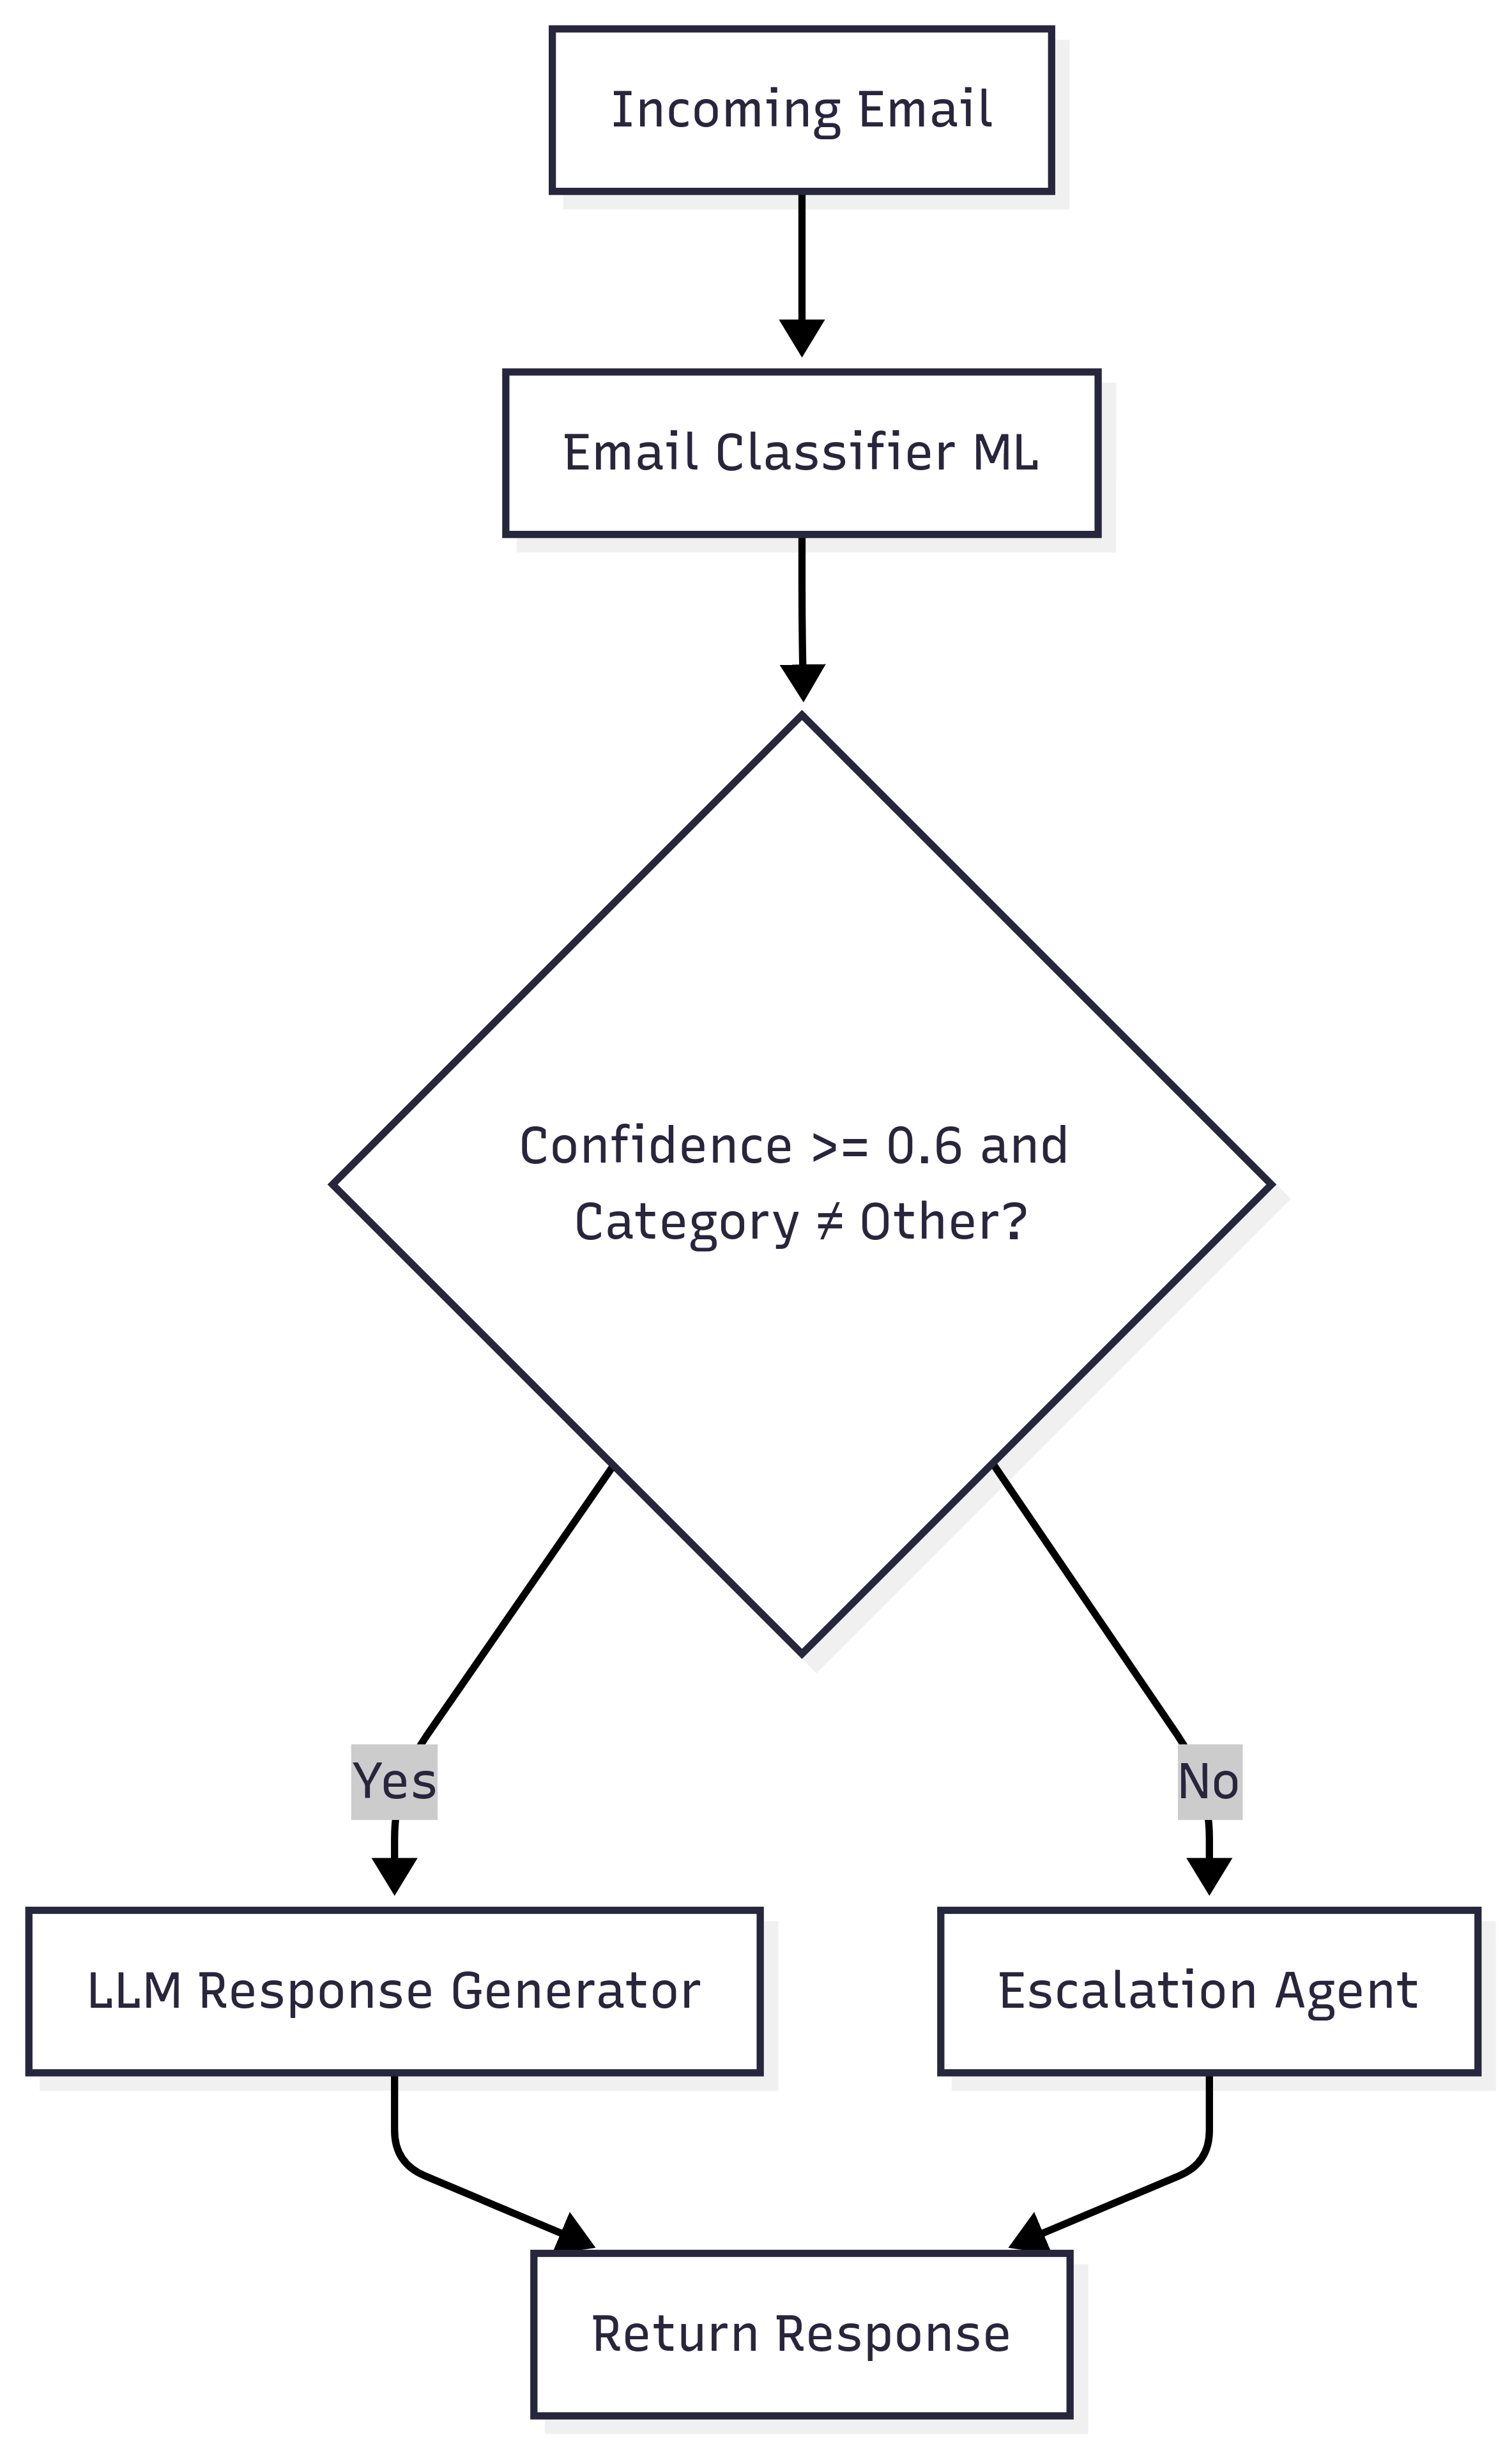 Incoming Email
Email Classifier ML
Confidence >= 0.6 and
Category ≠ Other?
Yes
No
LLM Response Generator
Escalation Agent
Return Response